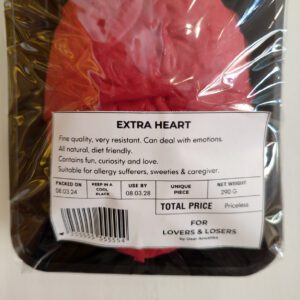 EXTRA HEART
Fine quality, very resistant. Can deal with emotions.
All natural, diet friendly.
Contains fun, curiosity and love.
Suitable for allergy sufferers, sweeties & caregiver.
PACKED ON
08.03.24
KEEP IN A
COOL
PLACE
USE BY
08.03.28
UNIQUE
PIECE
NET WEIGHT
290 G
TOTAL PRICE
Priceless
FOR
LOVERS & LOSERS